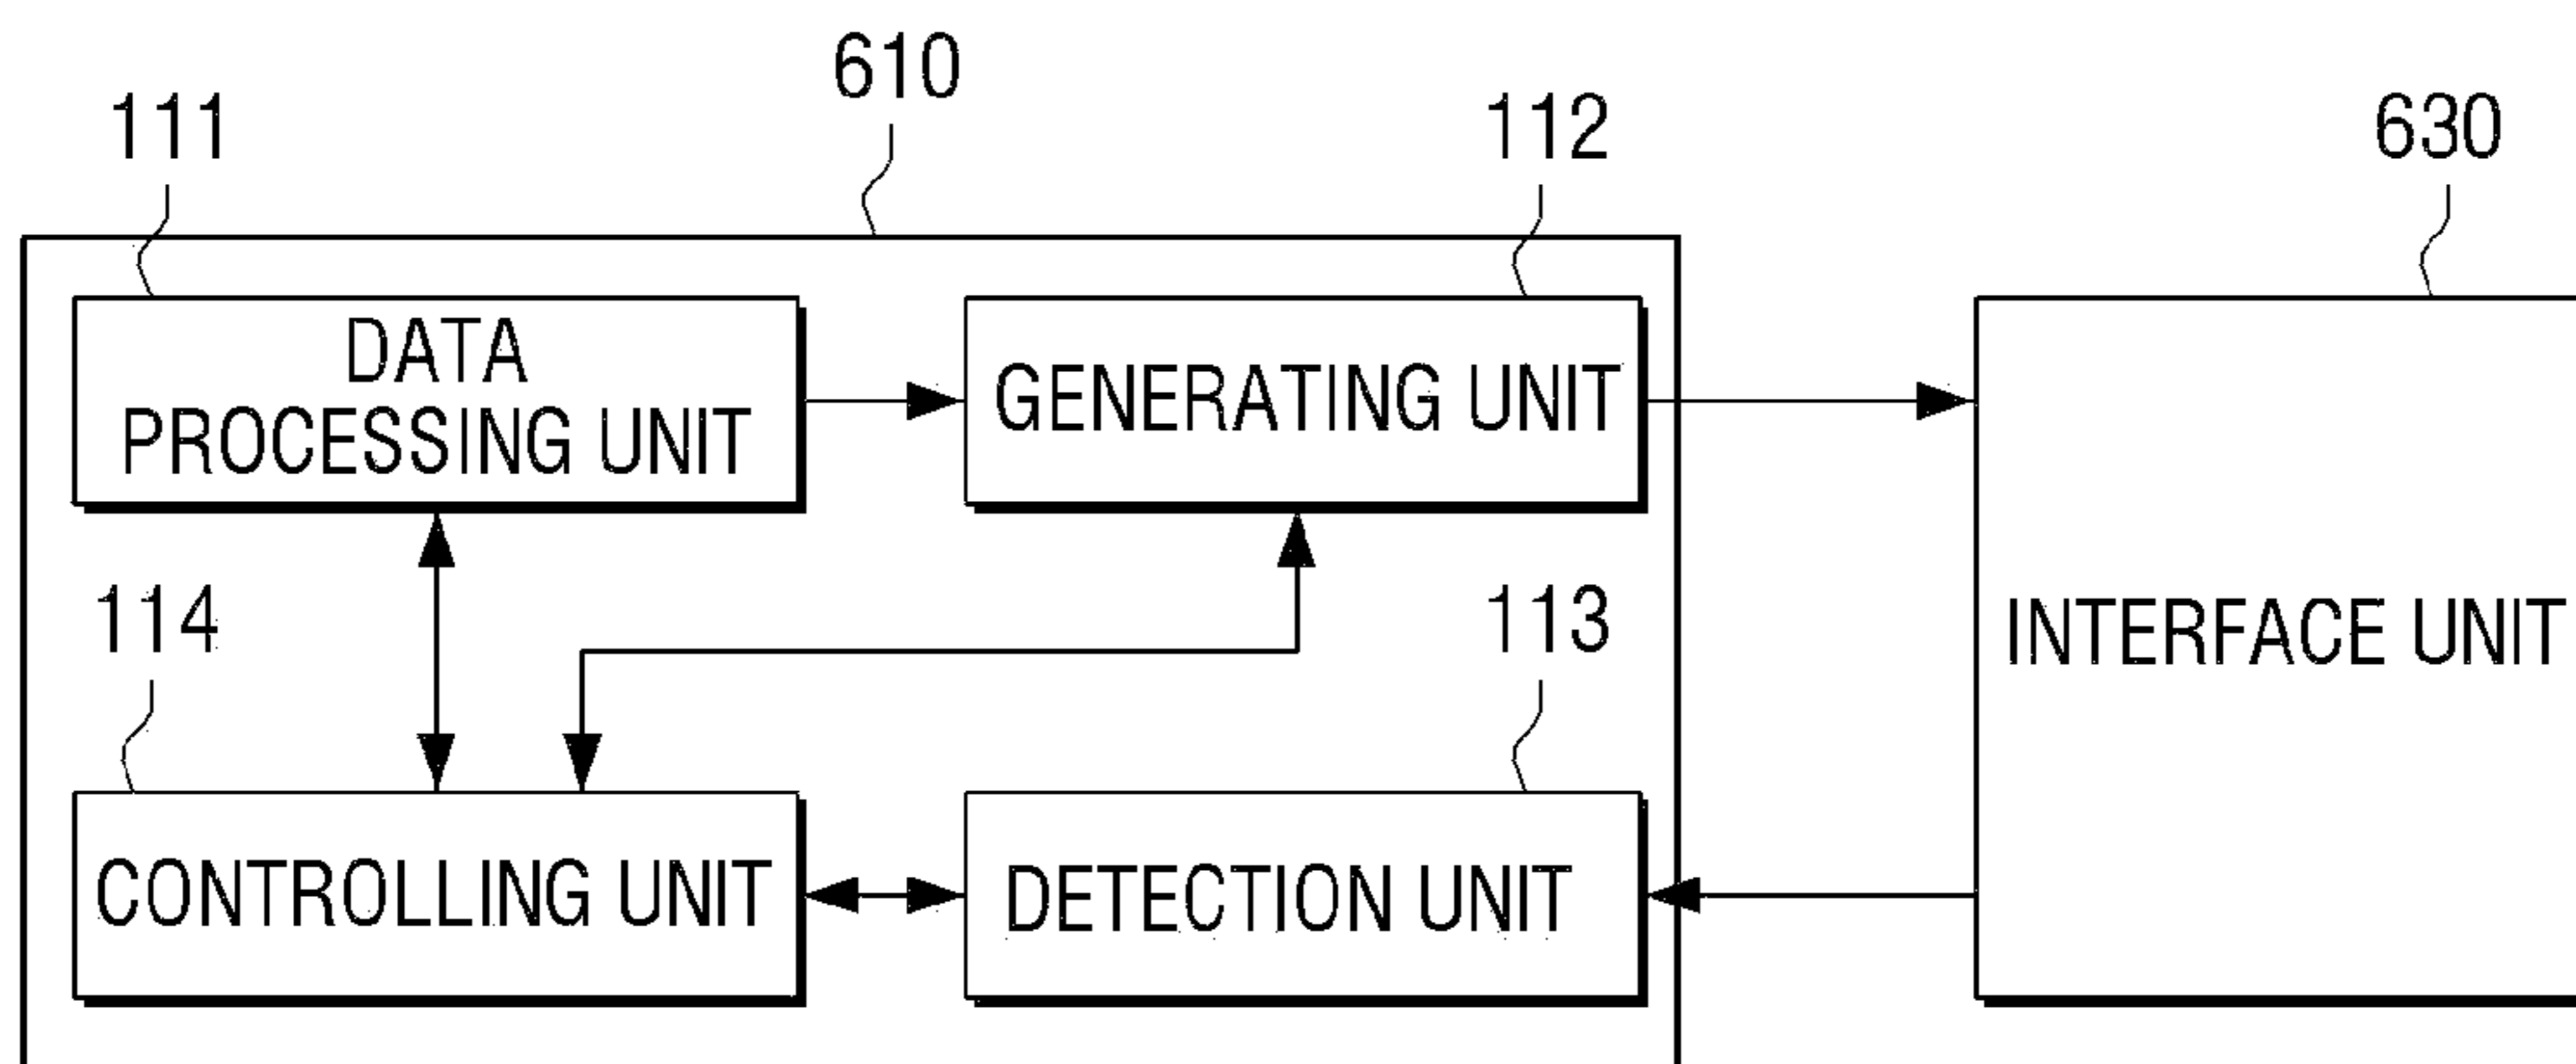 610
111
112
630
DATA
PROCESSING UNIT
GENERATING UNIT
114
113
INTERFACE UNIT
CONTROLLING UNIT
DETECTION UNIT